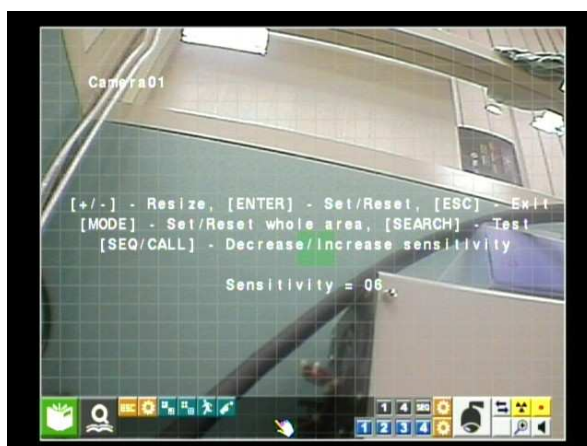 Camera01
[+/-] - Resize, [ENTER] - Set/Reset, [ESC] - Exit
[MODE] - Set/Reset whole area, [SEARCH] - Test
[SEQ/CALL] - Decrease/Increase sensitivity
Sensitivity = 06
ESC
1 4 SEQ
1 2 3 4